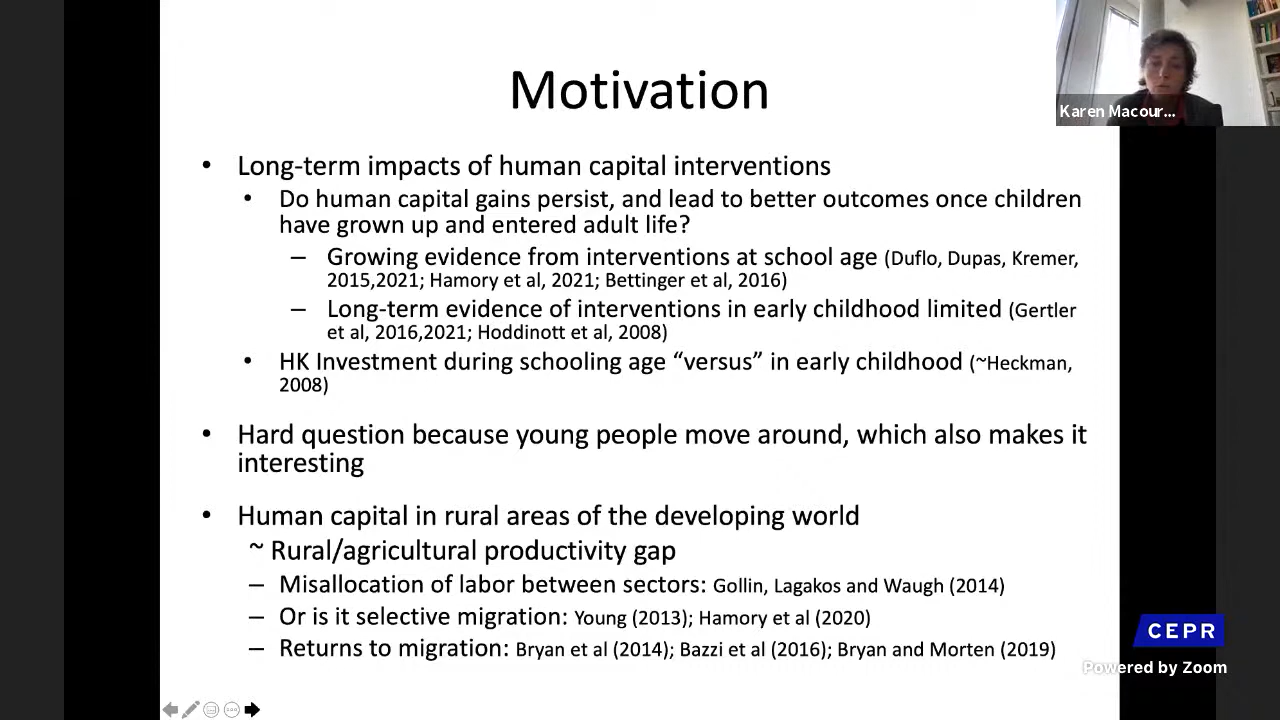 Motivation
Karen Macour...
• Long-term impacts of human capital interventions
• Do human capital gains persist, and lead to better outcomes once children
have grown up and entered adult life?
– Growing evidence from interventions at school age (Duflo, Dupas, Kremer,
2015,2021; Hamory et al, 2021; Bettinger et al, 2016)
– Long-term evidence of interventions in early childhood limited (Gertler
et al, 2016,2021; Hoddinott et al, 2008)
• HK Investment during schooling age “versus” in early childhood (~Heckman,
2008)
• Hard question because young people move around, which also makes it
interesting
• Human capital in rural areas of the developing world
~ Rural/agricultural productivity gap
– Misallocation of labor between sectors: Gollin, Lagakos and Waugh (2014)
– Or is it selective migration: Young (2013); Hamory et al (2020)
– Returns to migration: Bryan et al (2014); Bazzi et al (2016); Bryan and Morten (2019)
CEPR
Powered by Zoom